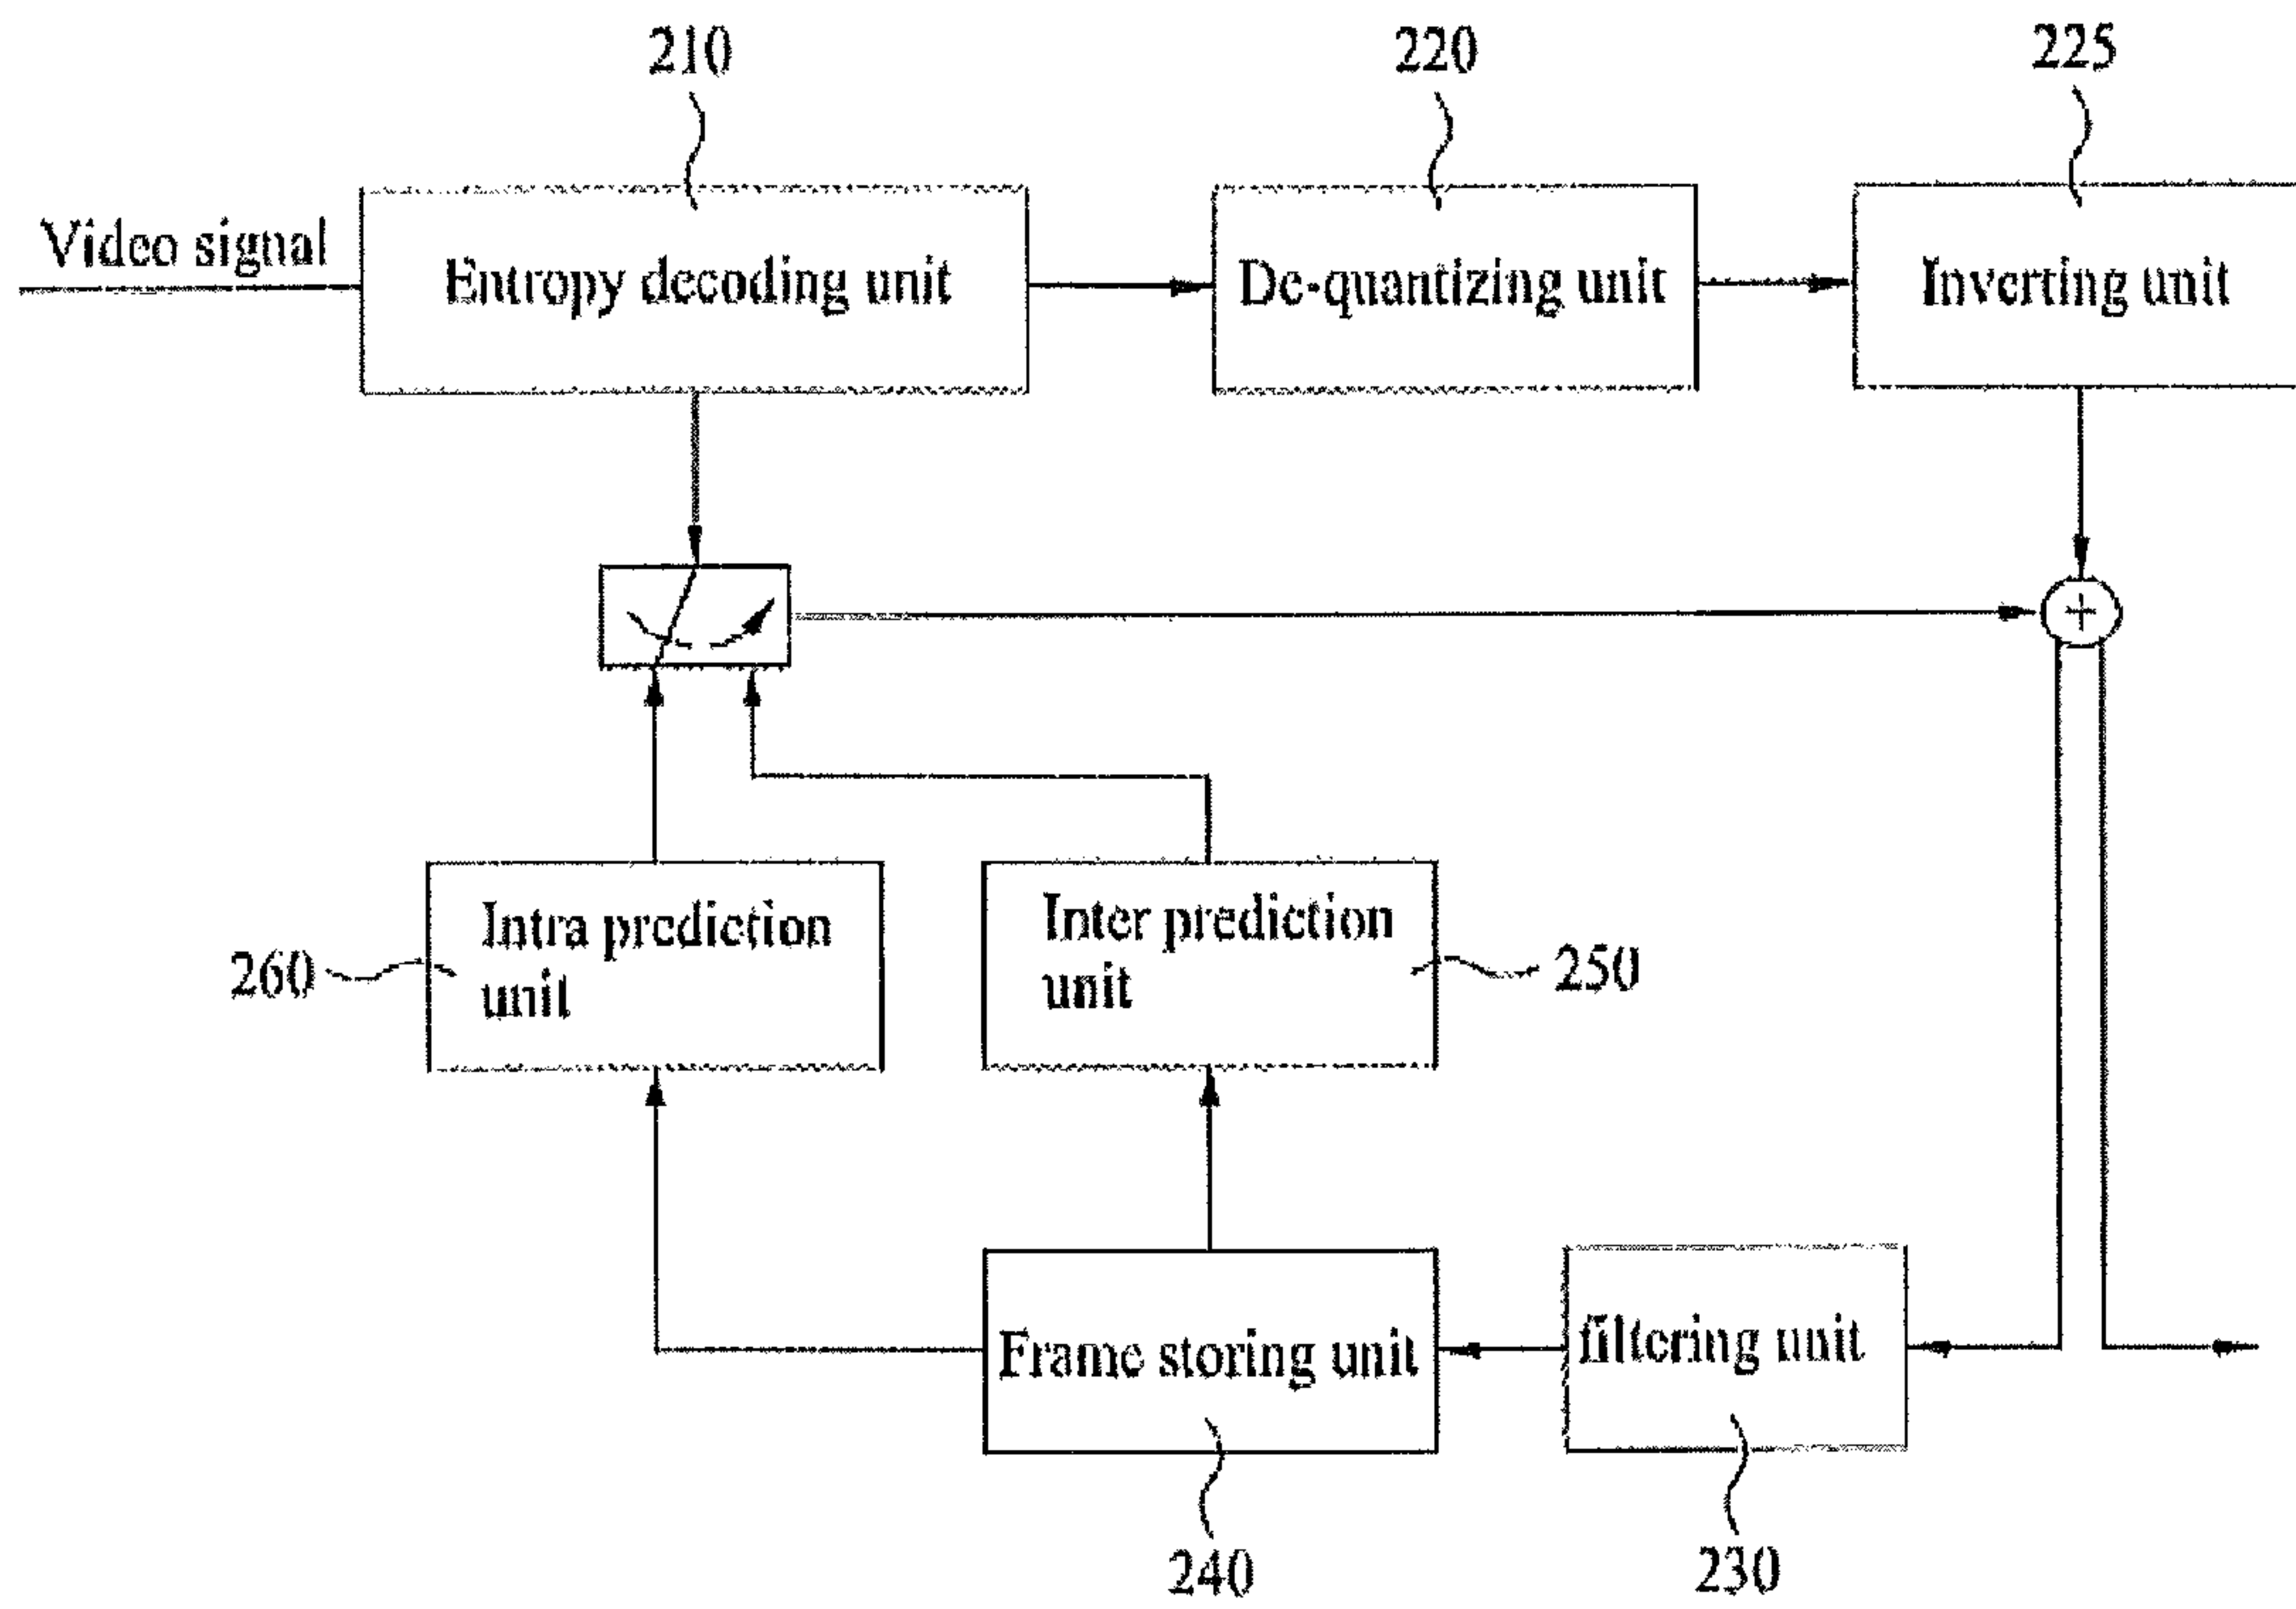 210
220
225
Video signal
Entropy decoding unit
De-quantizing unit
Inverting unit
+
Intra prediction
unit
260
Inter prediction
unit
250
Frame storing unit
filtering unit
240
230